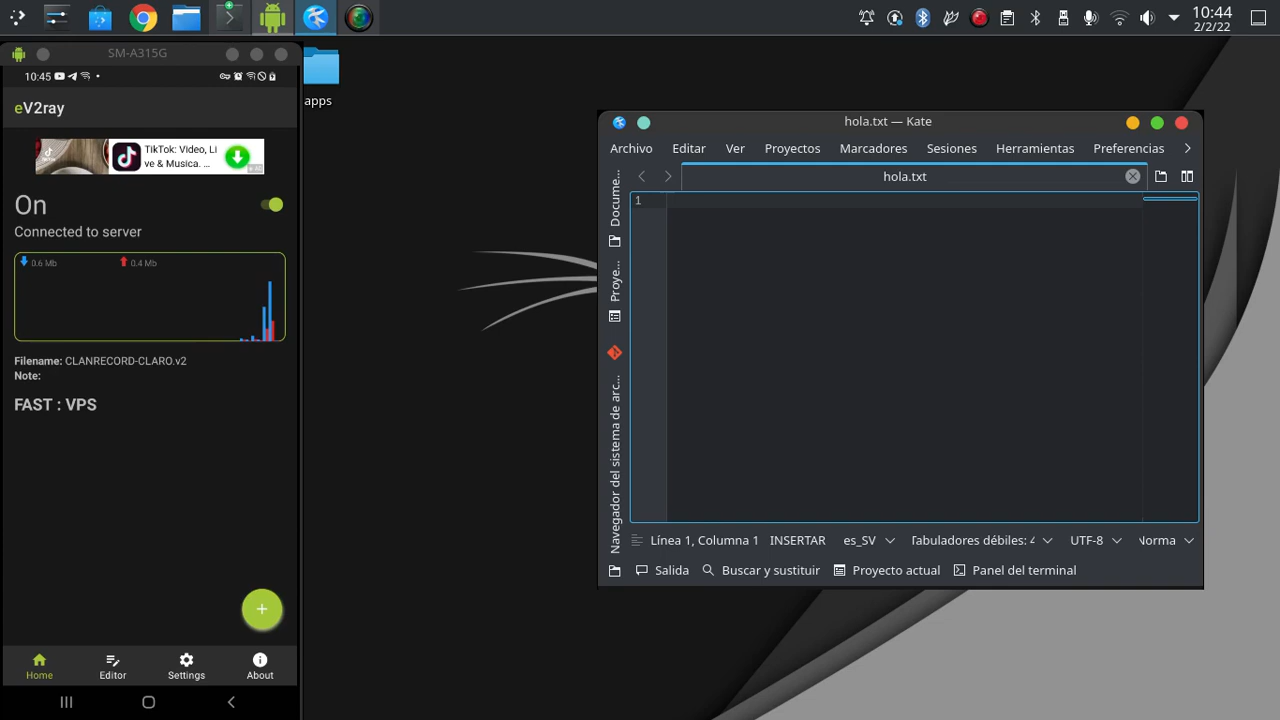 10:44
2/2/22
SM-A315G
10:45
eV2ray
TikTok: Video, Li
ve & Musica. ...
On
Connected to server
0.6 Mb
0.4 Mb
Filename: CLANRECORD-CLARO.v2
Note:
FAST : VPS
Home
Editor
Settings
About
apps
hola.txt — Kate
Archivo
Editar
Ver
Proyectos
Marcadores
Sesiones
Herramientas
Preferencias
hola.txt
Docume...
Proye...
Navegador del sistema de arc...
1
Línea 1, Columna 1
INSERTAR
es_SV
Tabuladores débiles: 4
UTF-8
Norma
Salida
Buscar y sustituir
Proyecto actual
Panel del terminal